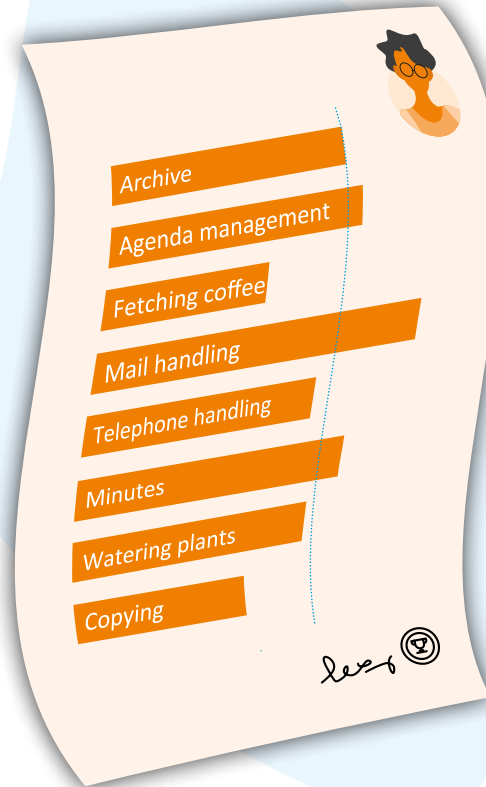 Archive
Agenda management
Fetching coffee
Mail handling
Telephone handling
Minutes
Watering plants
Copying